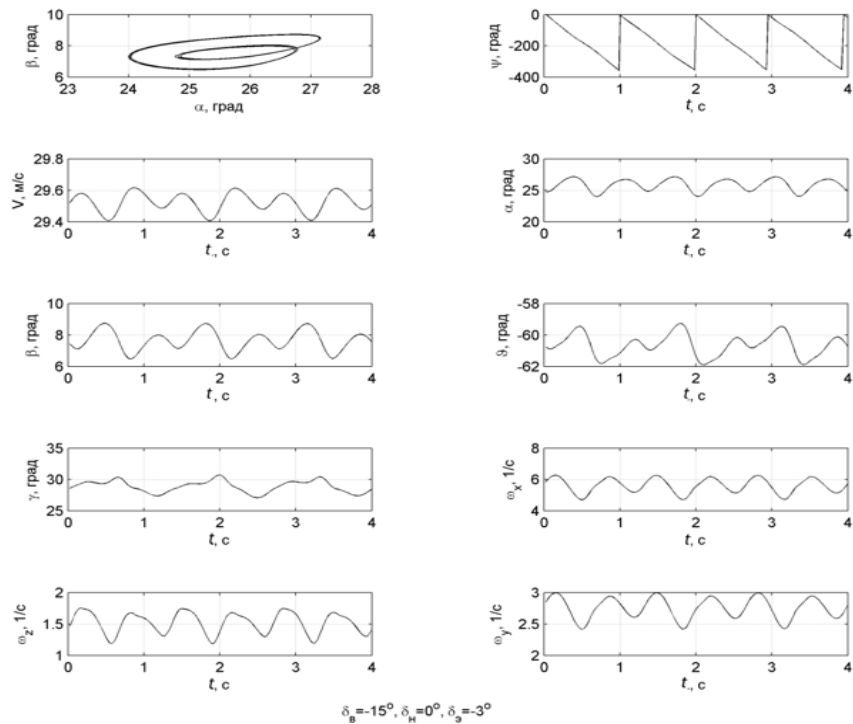 10
8
6
β, град
23 24 25 26 27 28
α, град
0
-200
-400
ψ, град
0 1 2 3 4
t, с
29.8
29.6
29.4
V, м/с
0 1 2 3 4
t., с
30
25
20
α, град
0 1 2 3 4
t., с
10
8
6
β, град
0 1 2 3 4
t, с
-58
-60
-62
ϑ, град
0 1 2 3 4
t., с
35
30
25
γ, град
0 1 2 3 4
t, с
8
6
4
ωx, 1/с
0 1 2 3 4
t, с
2
1.5
1
ωz, 1/с
0 1 2 3 4
t, с
3
2.5
2
ωy, 1/с
0 1 2 3 4
t., с
δв=-15°, δн=0°, δэ=-3°